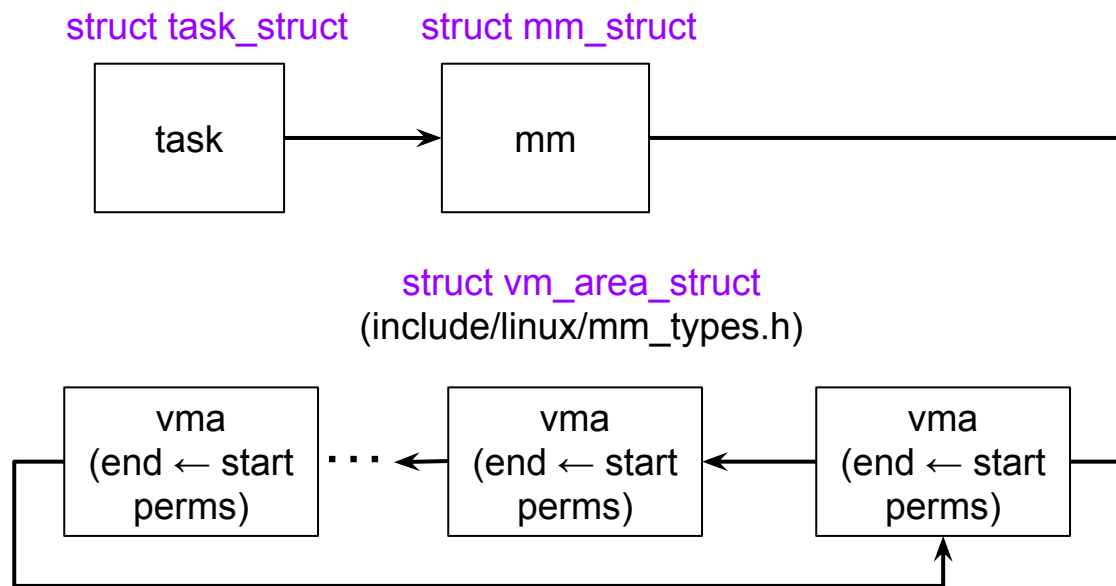 struct task_struct struct mm_struct
task mm
struct vm_area_struct
(include/linux/mm_types.h)
vma vma vma
(end ← start ... (end ← start (end ← start
perms) perms) perms)